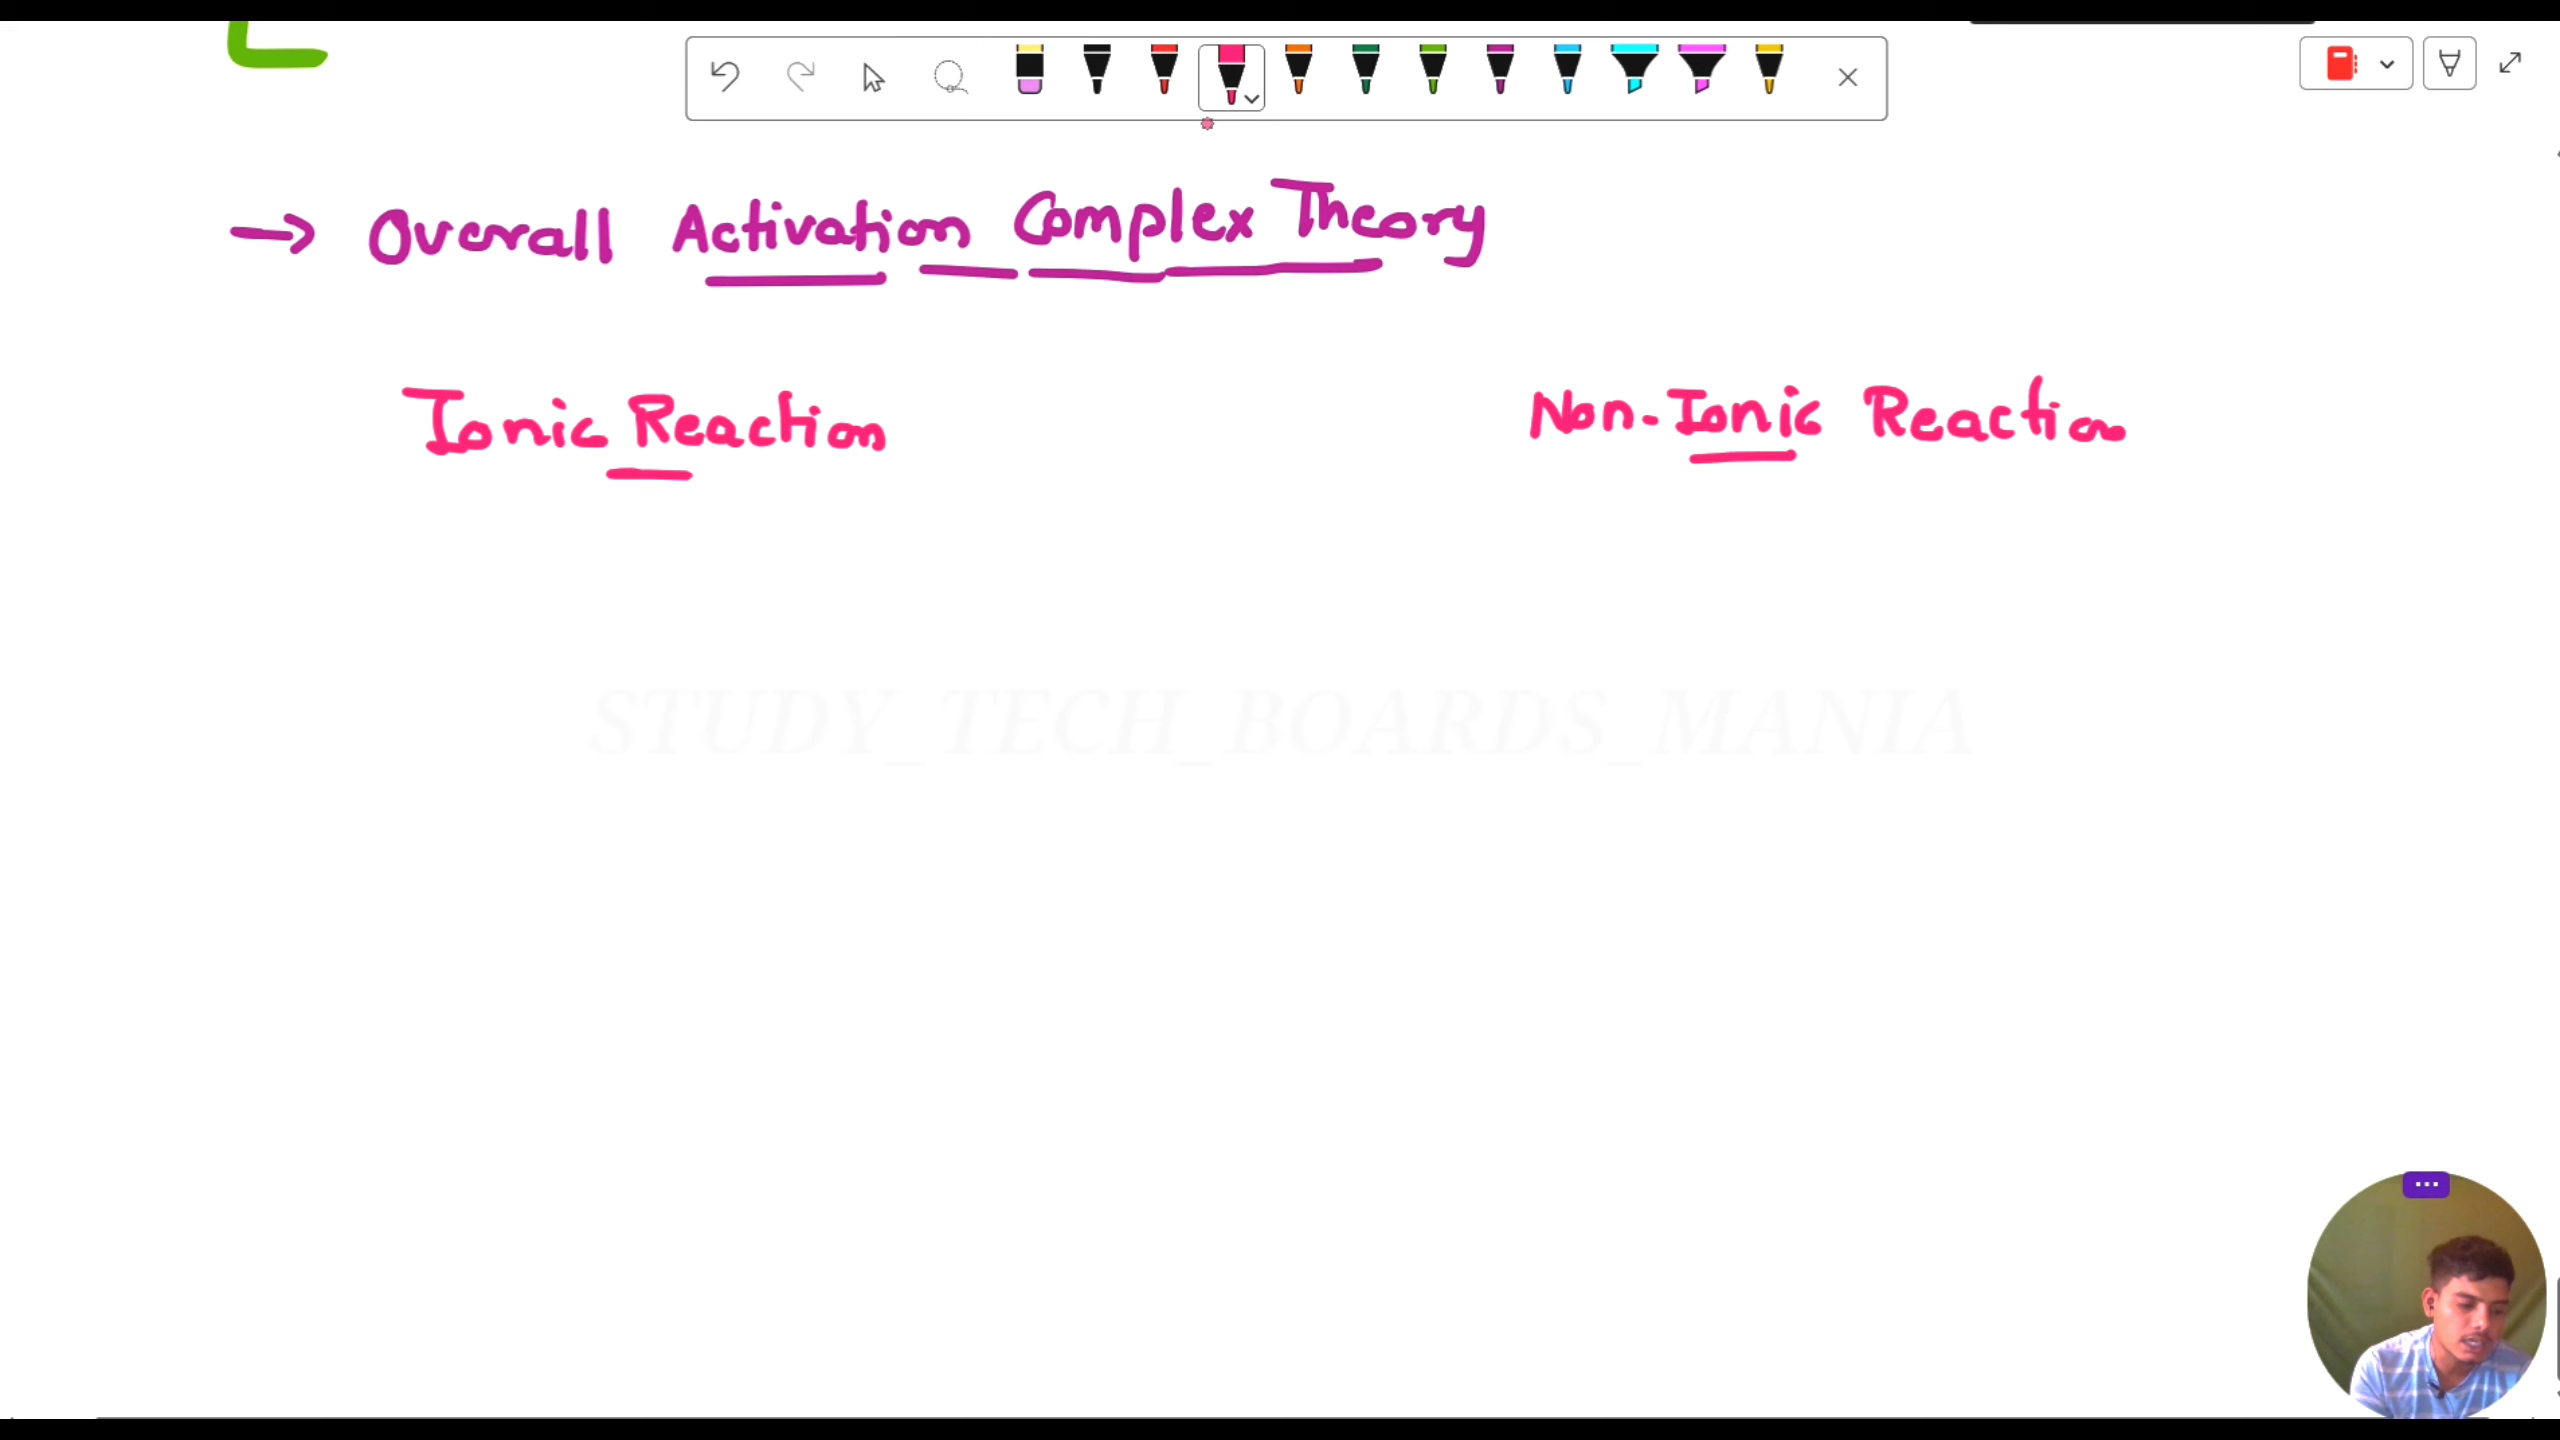 → Overall Activation Complex Theory
Ionic Reaction
Non-Ionic Reaction
STUDY_TECH_BOARDS_MANIA